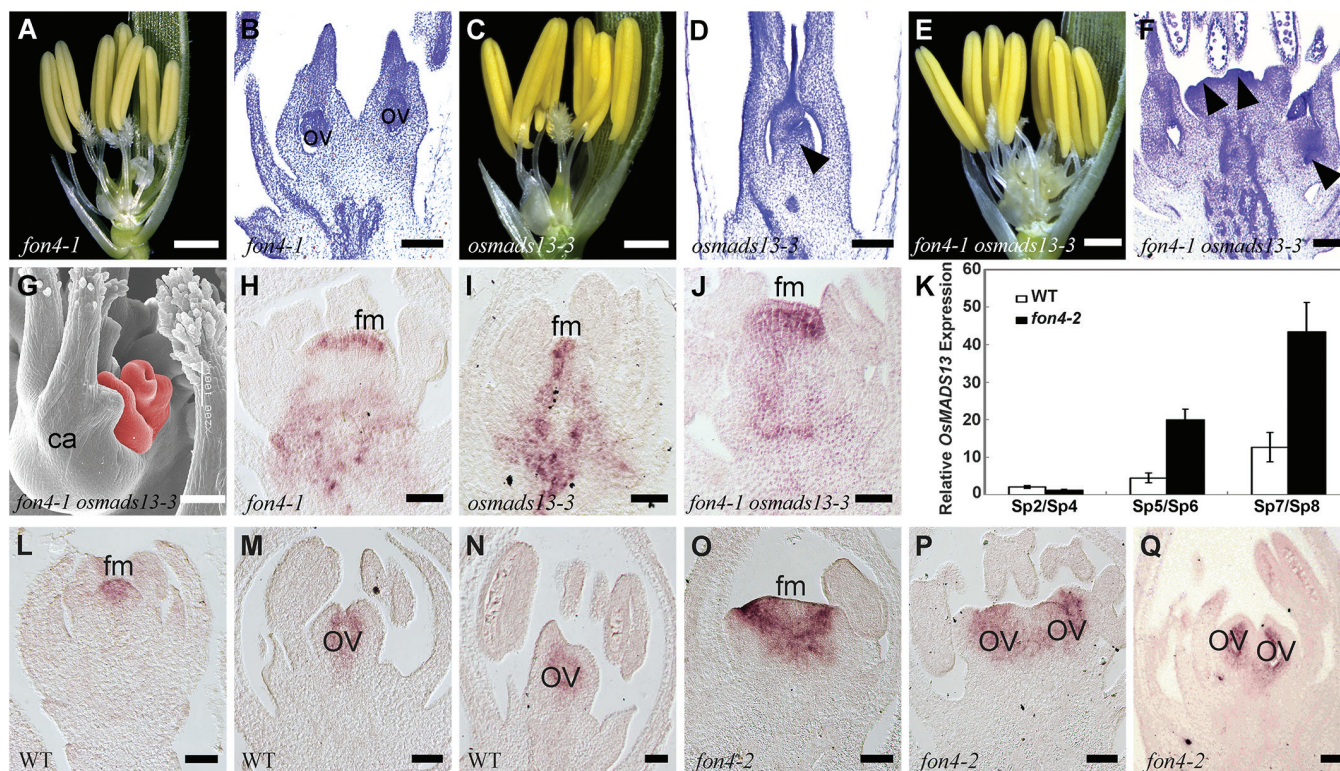 A
fon4-1
B
ov
ov
fon4-1
C
osmads13-3
D
osmads13-3
E
fon4-1 osmads13-3
F
fon4-1 osmads13-3
G
ca
×200 100µm
fon4-1 osmads13-3
H
fm
fon4-1
I
fm
osmads13-3
J
fm
fon4-1 osmads13-3
K
Relative OsMADS13 Expression
60
50
40
30
20
10
0
WT
fon4-2
Sp2/Sp4
Sp5/Sp6
Sp7/Sp8
L
fm
WT
M
OV
WT
N
OV
WT
O
fm
fon4-2
P
OV
OV
fon4-2
Q
OV
OV
fon4-2